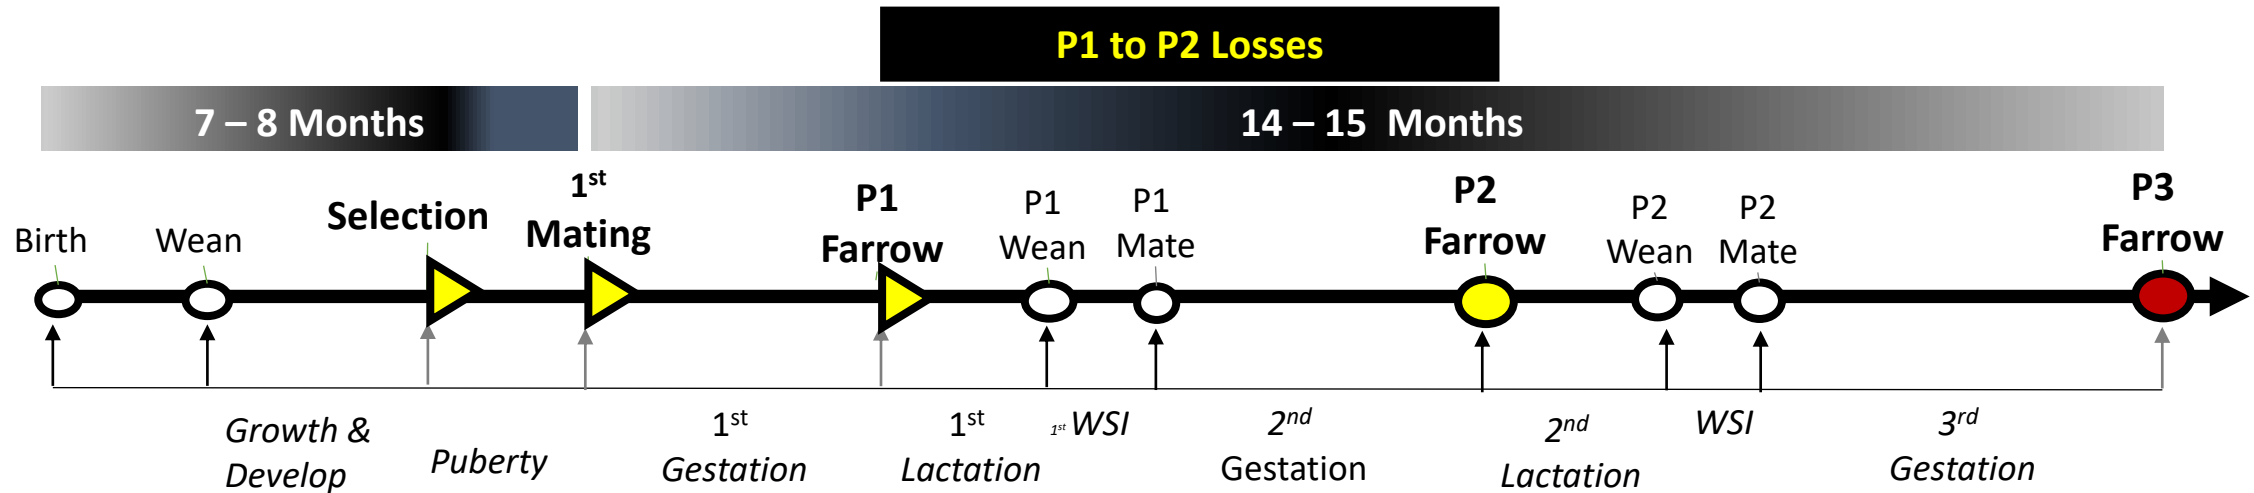 P1 to P2 Losses
7 – 8 Months
14 – 15 Months
Birth
Wean
Selection
1st
Mating
P1
Farrow
P1
Wean
P1
Mate
P2
Farrow
P2
Wean
P2
Mate
P3
Farrow
Growth &
Develop
Puberty
1st
Gestation
1st
Lactation
1st WSI
2nd
Gestation
2nd
Lactation
WSI
3rd
Gestation